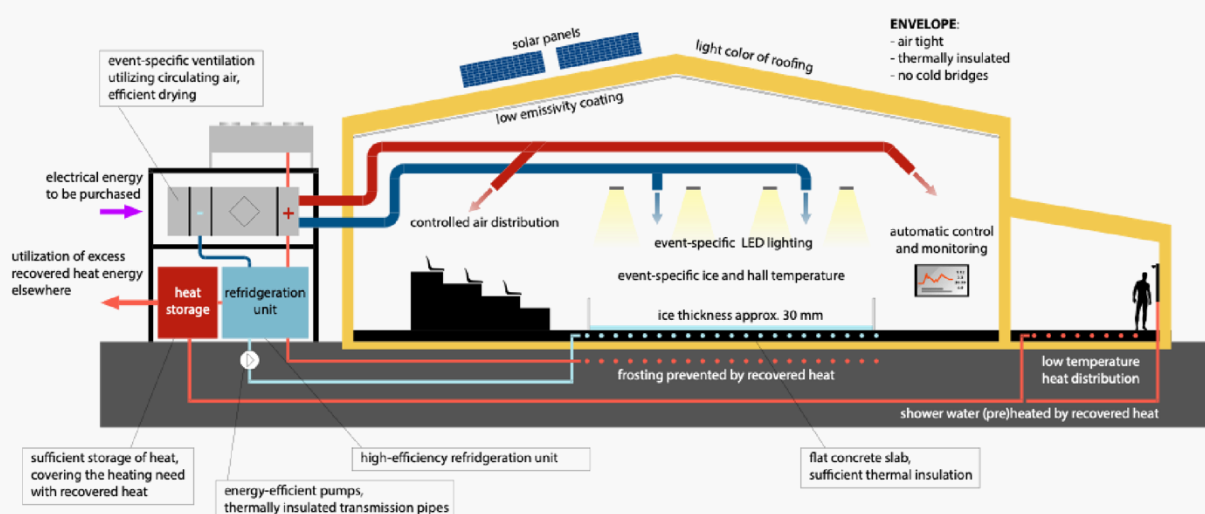 solar panels
light color of roofing
ENVELOPE:
- air tight
- thermally insulated
- no cold bridges
event-specific ventilation
utilizing circulating air,
efficient drying
low emissivity coating
electrical energy
to be purchased
-
+
controlled air distribution
event-specific LED lighting
automatic control
and monitoring
utilization of excess
recovered heat energy
elsewhere
heat
storage
refridgeration
unit
event-specific ice and hall temperature
ice thickness approx. 30 mm
frosting prevented by recovered heat
low temperature
heat distribution
shower water (pre)heated by recovered heat
sufficient storage of heat,
covering the heating need
with recovered heat
high-efficiency refridgeration unit
flat concrete slab,
sufficient thermal insulation
energy-efficient pumps,
thermally insulated transmission pipes